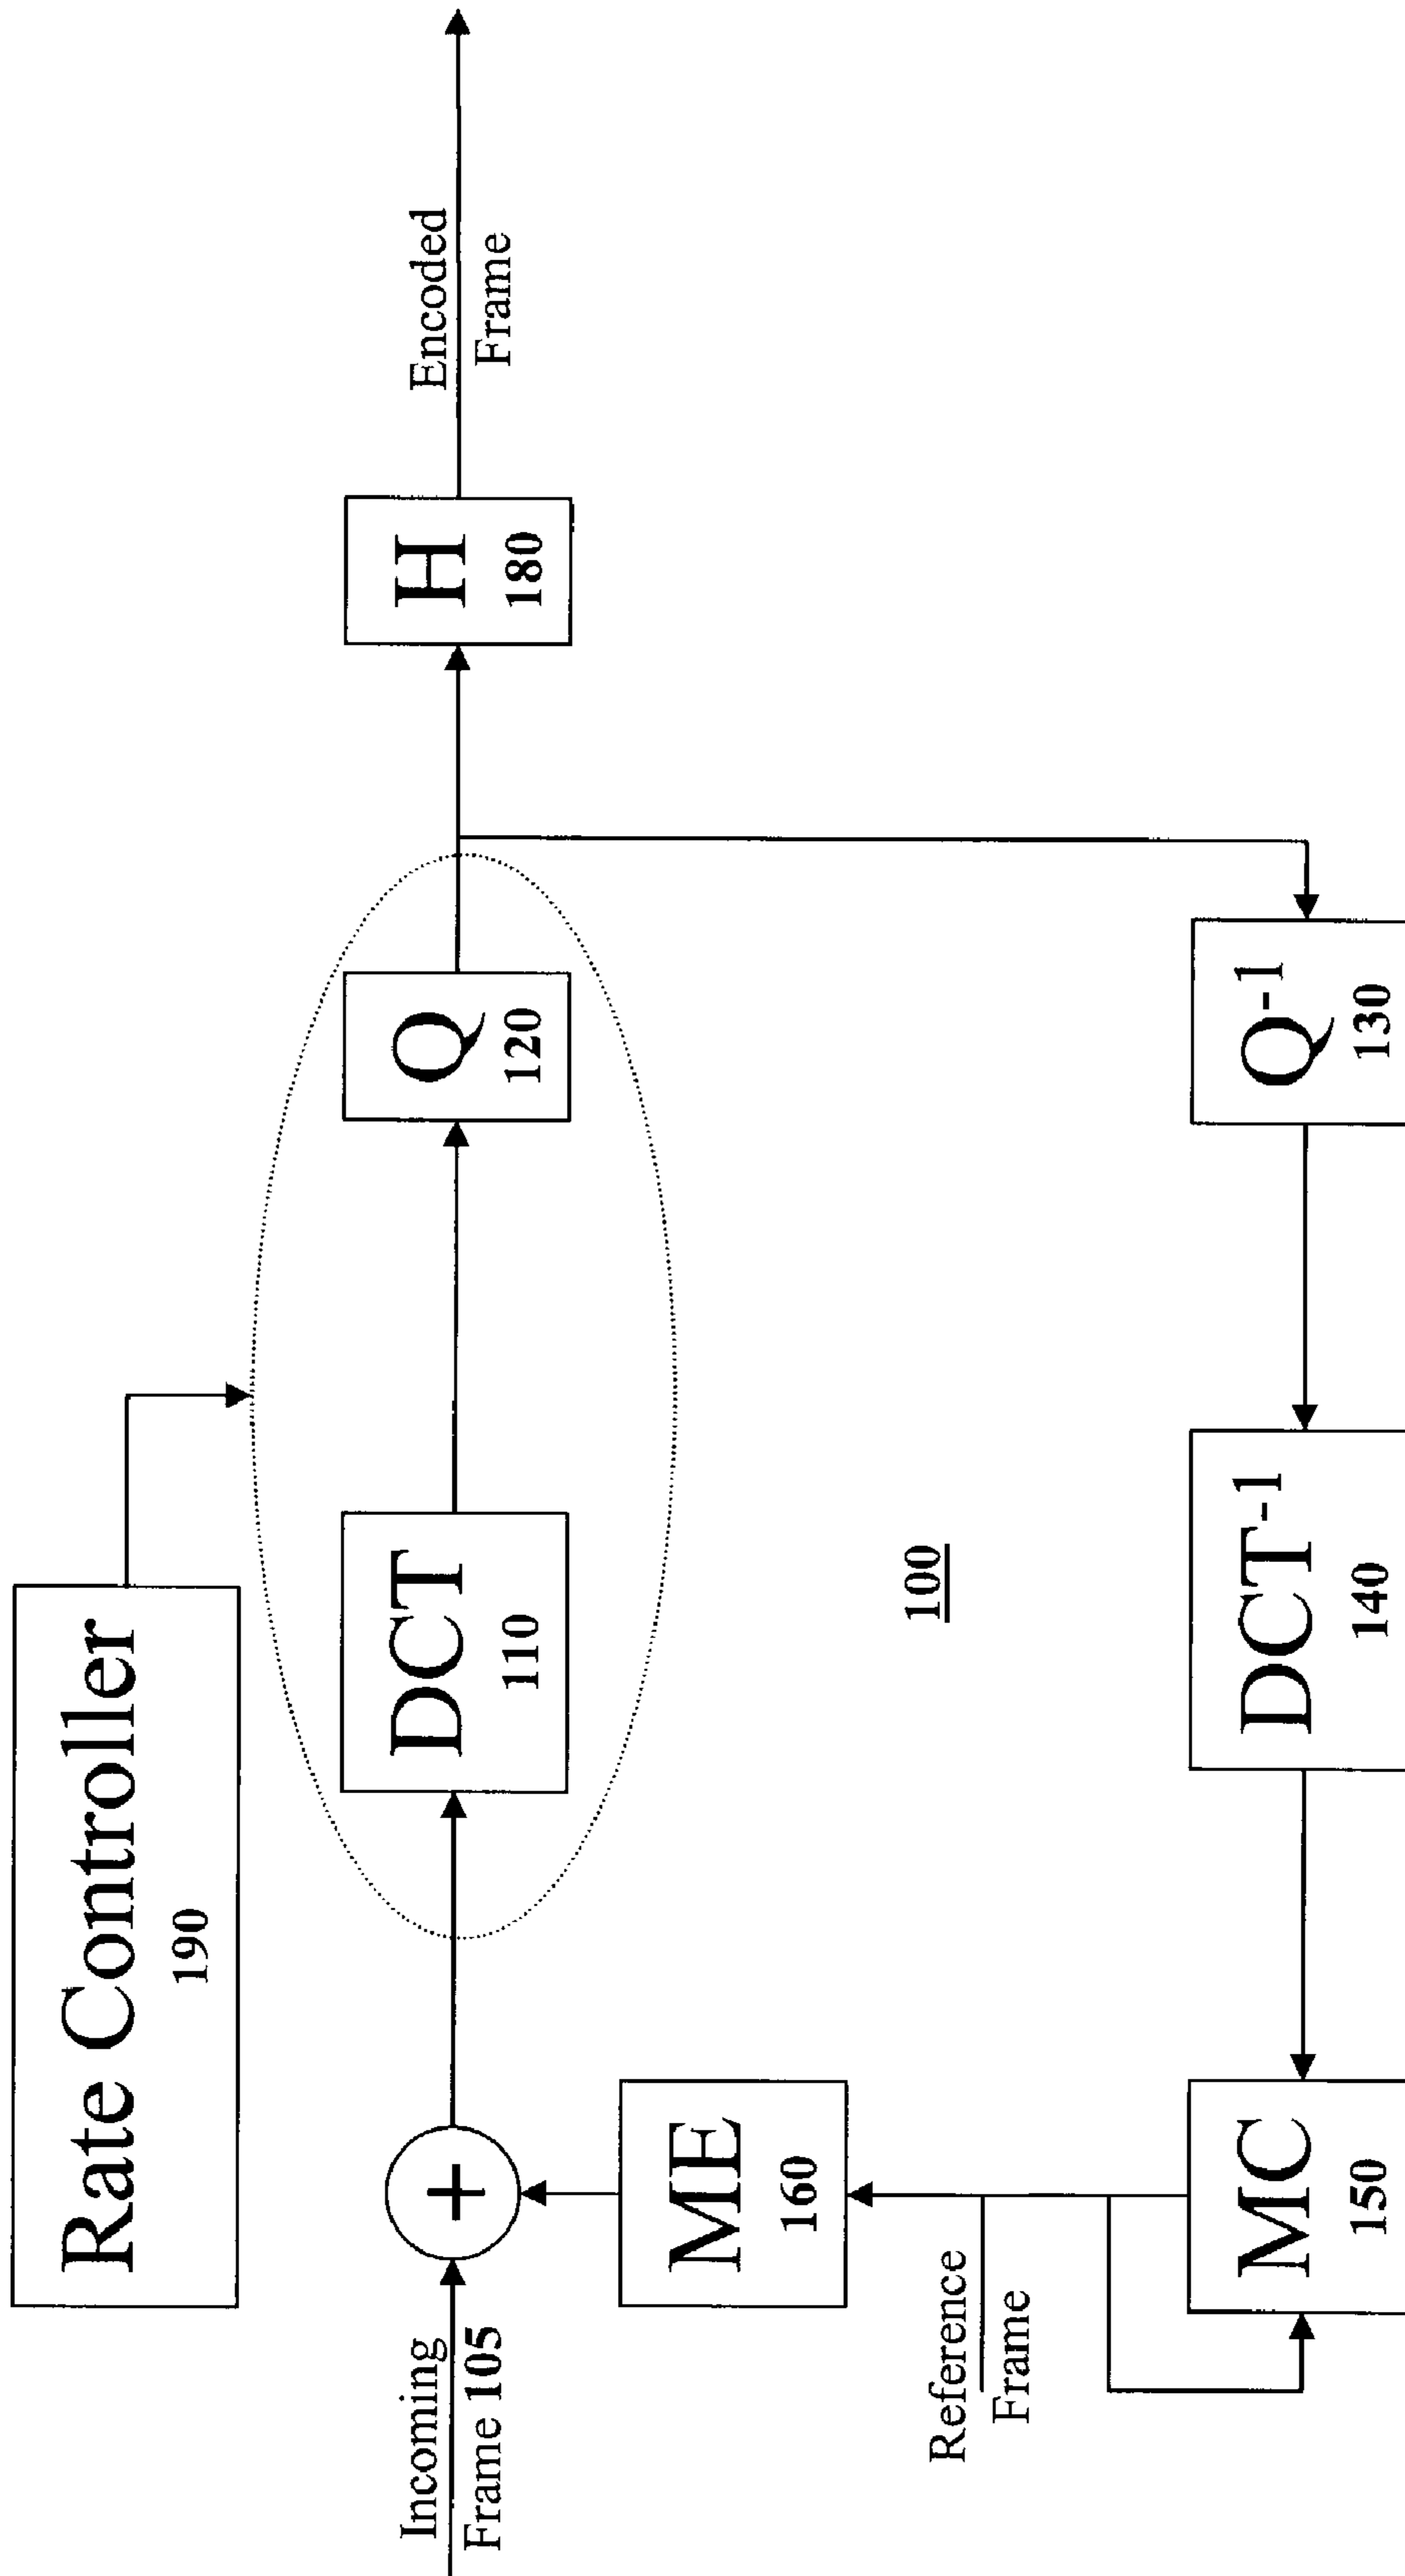 Rate Controller
190
Incoming
Frame 105
+
DCT
110
Q
120
H
180
Encoded
Frame
ME
160
100
Reference
Frame
MC
150
DCT-1
140
Q-1
130